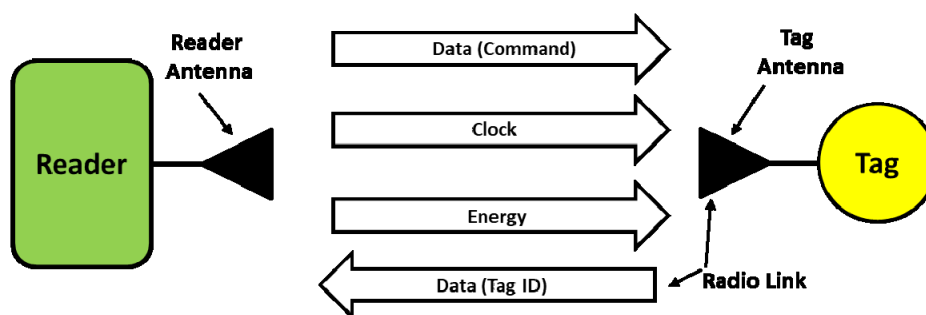 Reader
Antenna
Data (Command)
Tag
Antenna
Clock
Reader
Tag
Energy
Data (Tag ID)
Radio Link